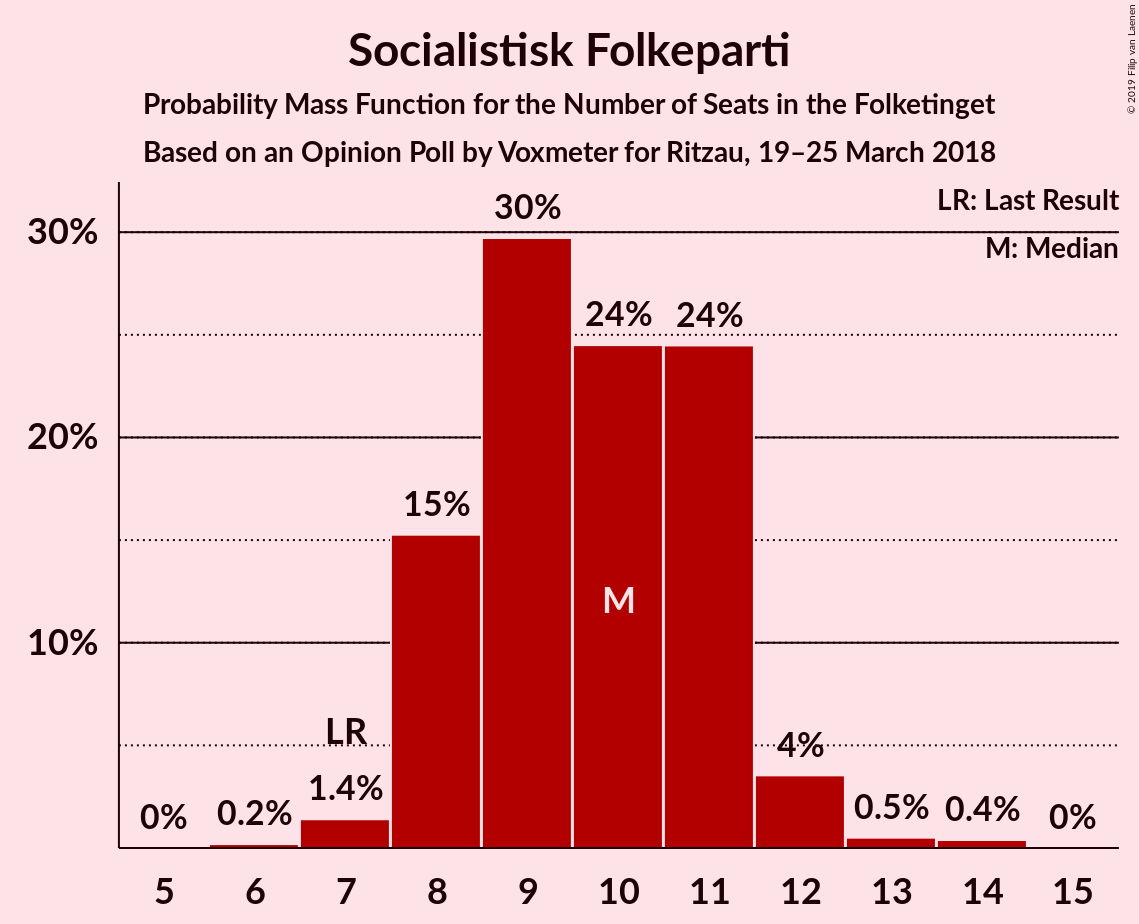 Socialistisk Folkeparti
Probability Mass Function for the Number of Seats in the Folketinget
Based on an Opinion Poll by Voxmeter for Ritzau, 19–25 March 2018
© 2019 Filip van Laenen
LR: Last Result
M: Median
30%
20%
10%
0%
0.2%
LR
1.4%
15%
30%
24%
M
24%
4%
0.5%
0.4%
0%
5 6 7 8 9 10 11 12 13 14 15